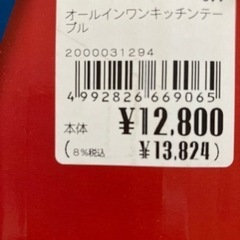 オールインワンキッチンテー
ブル
2000031294
4992826669065
本体 ¥12,800
(8%税込 ¥13,824)